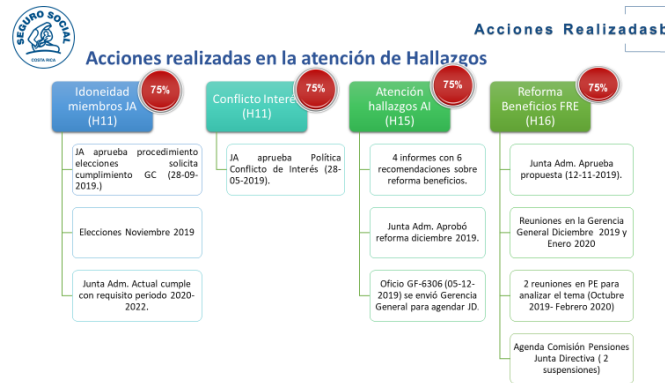 SEGURO SOCIAL
COSTA RICA
Acciones Realizadasb
Acciones realizadas en la atención de Hallazgos
Idoneidad
miembros JA
(H11)
75%
JA aprueba procedimiento
elecciones solicita
cumplimiento GC (28-09-
2019.)
Elecciones Noviembre 2019
Junta Adm. Actual cumple
con requisito periodo 2020-
2022.
Conflicto Interé
(H11)
75%
JA aprueba Política
Conflicto de Interés (28-
05-2019).
Atención
hallazgos AI
(H15)
75%
4 informes con 6
recomendaciones sobre
reforma beneficios.
Junta Adm. Aprobó
reforma diciembre 2019.
Oficio GF-6306 (05-12-
2019) se envió Gerencia
General para agendar JD.
Reforma
Beneficios FRE
(H16)
75%
Junta Adm. Aprueba
propuesta (12-11-2019).
Reuniones en la Gerencia
General Diciembre 2019 y
Enero 2020
2 reuniones en PE para
analizar el tema (Octubre
2019- Febrero 2020)
Agenda Comisión Pensiones
Junta Directiva ( 2
suspensiones)